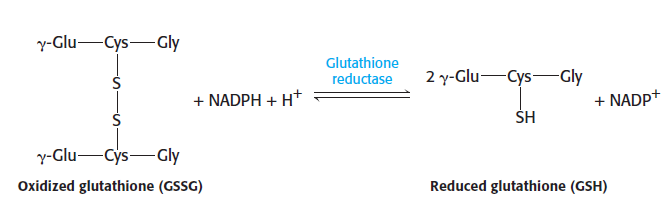 γ-Glu—Cys—Gly
S
S
γ-Glu—Cys—Gly
Oxidized glutathione (GSSG)
+ NADPH + H⁺
Glutathione
reductase
2 γ-Glu—Cys—Gly
SH
+ NADP⁺
Reduced glutathione (GSH)